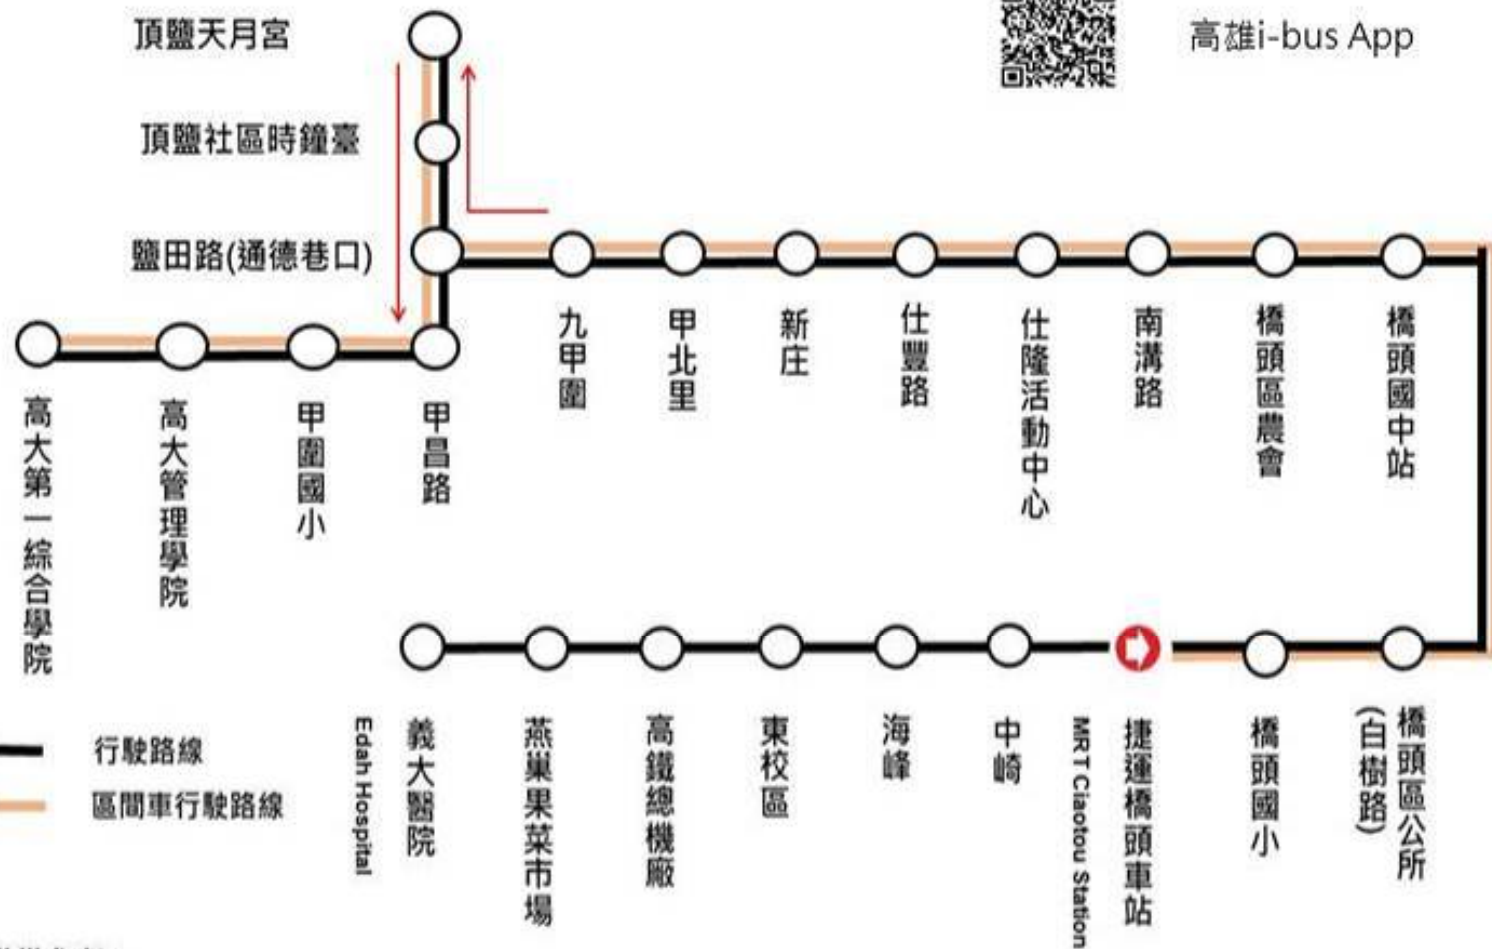 頂鹽天月宮
高雄i-bus App
頂鹽社區時鐘臺
鹽田路(通德巷口)
高大第一綜合學院
高大管理學院
甲圍國小
甲昌路
九甲圍
甲北里
新庄
仕豐路
仕隆活動中心
南溝路
橋頭區農會
橋頭國中站
Edah Hospital
義大醫院
燕巢果菜市場
高鐵總機廠
東校區
海峰
中崎
MRT Ciaotou Station
捷運橋頭車站
橋頭國小
(白樹路)
橋頭區公所
行駛路線
區間車行駛路線